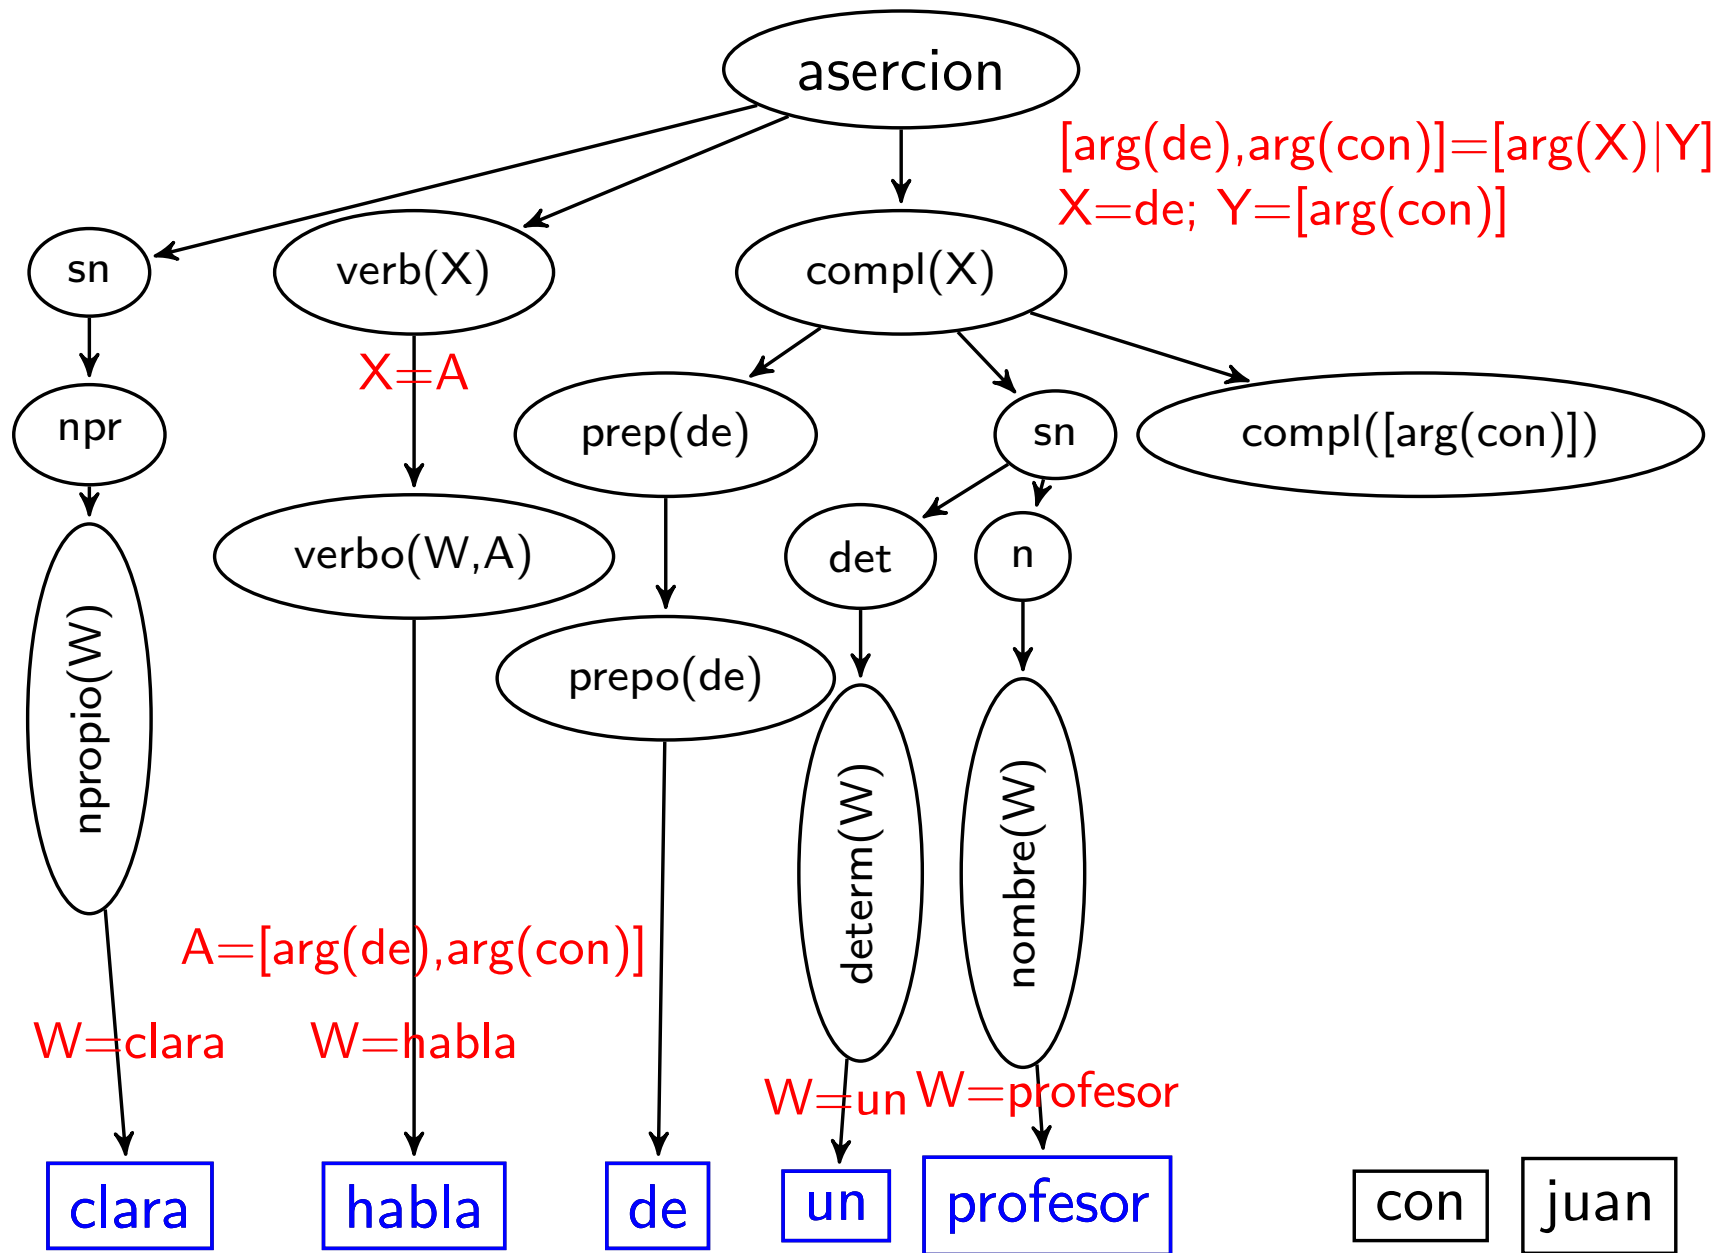 asercion
[arg(de),arg(con)]=[arg(X)|Y]
X=de; Y=[arg(con)]
sn
verb(X)
compl(X)
X=A
npr
prep(de)
sn
compl([arg(con)])
verbo(W,A)
det
n
npropio(W)
prepo(de)
determ(W)
nombre(W)
A=[arg(de),arg(con)]
W=clara
W=habla
W=un
W=profesor
clara
habla
de
un
profesor
con
juan